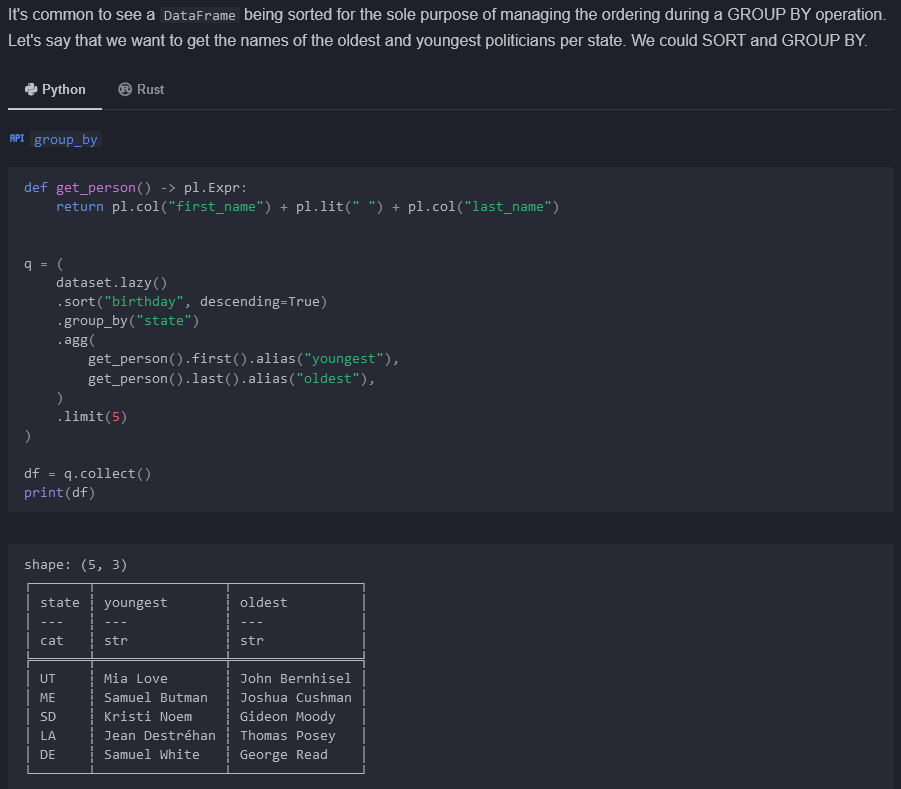 It's common to see a DataFrame being sorted for the sole purpose of managing the ordering during a GROUP BY operation.
Let's say that we want to get the names of the oldest and youngest politicians per state. We could SORT and GROUP BY.
Python Rust
API group_by
def get_person() -> pl.Expr:
    return pl.col("first_name") + pl.lit(" ") + pl.col("last_name")
q = (
    dataset.lazy()
    .sort("birthday", descending=True)
    .group_by("state")
    .agg(
        get_person().first().alias("youngest"),
        get_person().last().alias("oldest"),
    )
    .limit(5)
)
df = q.collect()
print(df)
shape: (5, 3)
state youngest oldest
--- --- ---
cat str str
UT Mia Love John Bernhisel
ME Samuel Butman Joshua Cushman
SD Kristi Noem Gideon Moody
LA Jean Destréhan Thomas Posey
DE Samuel White George Read